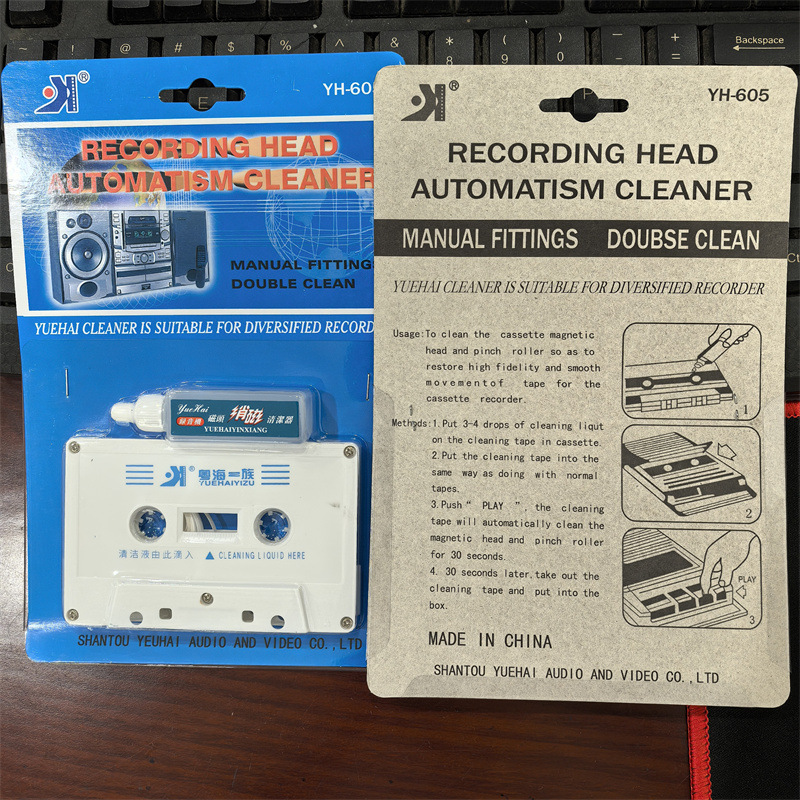 Backspace
YH-605
RECORDING HEAD
AUTOMATISM CLEANER
MANUAL FITTINGS
DOUBLE CLEAN
YUEHAI CLEANER IS SUITABLE FOR DIVERSIFIED RECORD
YueHai
磁頭 清潔器
YUEHAIYINXIANG
粤海一族
YUEHAIYIZU
清洁液由此滴入 ▲ CLEANING LIQUID HERE
SHANTOU YEUHAI AUDIO AND VIDEO CO.,LTD
YH-605
RECORDING HEAD
AUTOMATISM CLEANER
MANUAL FITTINGS DOUBSE CLEAN
YUEHAI CLEANER IS SUITABLE FOR DIVERSIFIED RECORDER
Usage:To clean the cassette magnetic
head and pinch roller so as to
restore high fidelity and smooth
movementof tape for the
cassette recorder.
Methods:1.Put 3-4 drops of cleaning liqut
on the cleaning tape in cassette.
2.Put the cleaning tape into the
same way as doing with normal
tapes.
3.Push“ PLAY ”, the cleaning
tape will automatically clean the
magnetic head and pinch roller
for 30 seconds.
4. 30 seconds later,take out the
cleaning tape and put into the
box.
1
2
PLAY
3
MADE IN CHINA
SHANTOU YUEHAI AUDIO AND VIDEO CO.,LTD